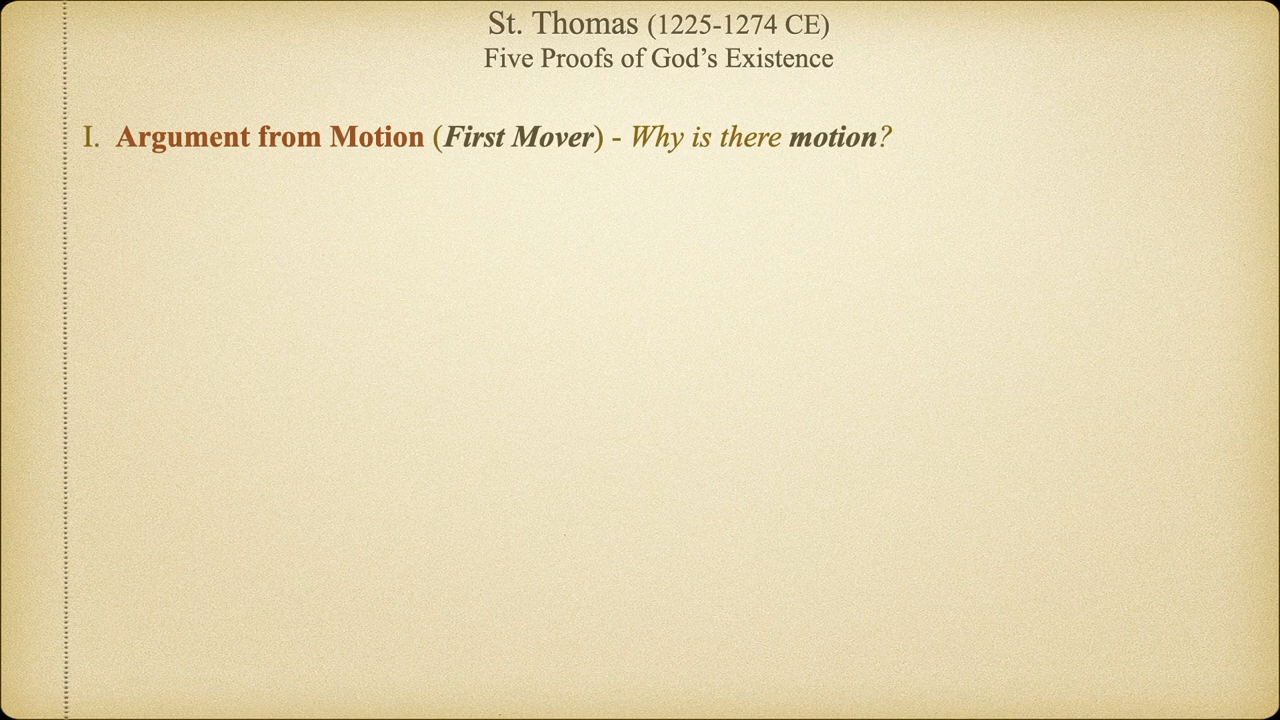 St. Thomas (1225-1274 CE)
Five Proofs of God’s Existence
I. Argument from Motion (First Mover) - Why is there motion?